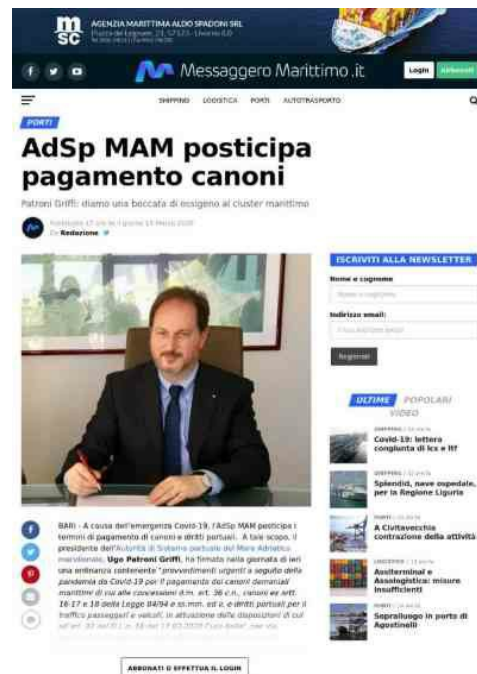 MSC
AGENZIA MARITTIMA ALDO SPADONI SRL
Messaggero Marittimo.it
Login
Abbonati
SHIPPING LOGISTICA PORTI AUTOTRASPORTO
PORTI
AdSp MAM posticipa
pagamento canoni
Patroni Griffi: diamo una boccata di ossigeno al cluster marittimo
Di Redazione
ISCRIVITI ALLA NEWSLETTER
Nome e cognome
Nome e cognome
Indirizzo email:
Il tuo indirizzo email
Registrati
ULTIME POPOLARI
VIDEO
Covid-19: lettera
congiunta di Ics e Itf
Splendid, nave ospedale,
per la Regione Liguria
A Civitavecchia
contrazione della attività
Assiterminal e
Assologistica: misure
insufficienti
Sopralluogo in porto di
Agostinelli
BARI - A causa dell'emergenza Covid-19, l'AdSp MAM posticipa i
termini di pagamento di canoni e diritti portuali. A tale scopo, il
presidente dell'Autorità di Sistema portuale del Mare Adriatico
meridionale, Ugo Patroni Griffi, ha firmato nella giornata di ieri
una ordinanza contenente "provvedimenti urgenti a seguito della
pandemia da Covid-19 per il pagamento dei canoni demaniali
marittimi di cui alle concessioni d.m. art. 36 c.n., canoni ex artt.
16-17 e 18 della Legge 84/94 e ss.mm. ed ii. e diritti portuali per il
traffico passeggeri e veicoli, in attuazione delle disposizioni di cui
ABBONATI O EFFETTUA IL LOGIN